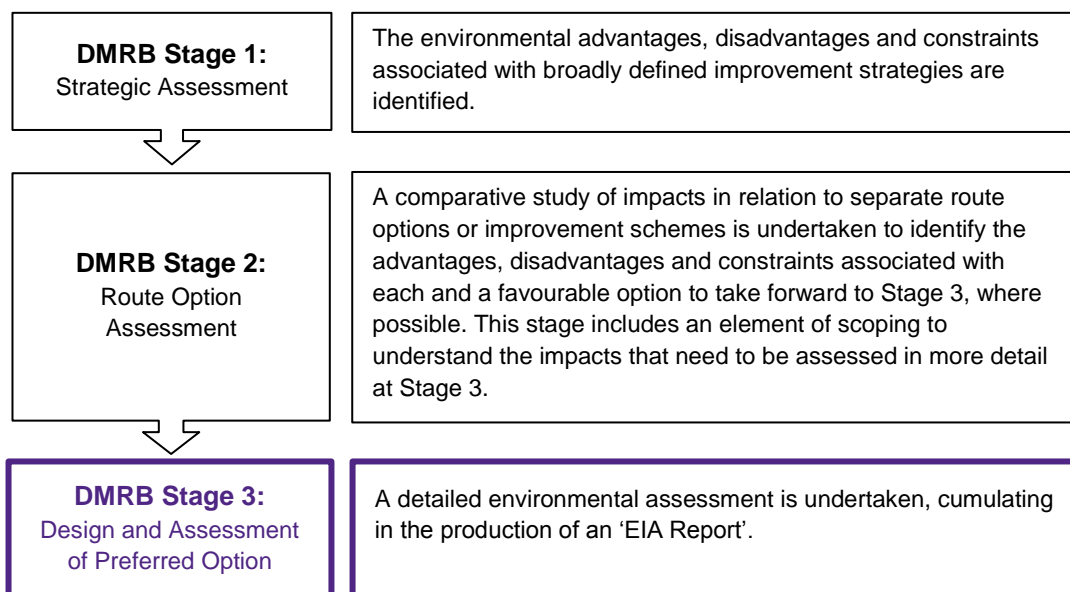 DMRB Stage 1:
Strategic Assessment
The environmental advantages, disadvantages and constraints
associated with broadly defined improvement strategies are
identified.
DMRB Stage 2:
Route Option
Assessment
A comparative study of impacts in relation to separate route
options or improvement schemes is undertaken to identify the
advantages, disadvantages and constraints associated with
each and a favourable option to take forward to Stage 3, where
possible. This stage includes an element of scoping to
understand the impacts that need to be assessed in more detail
at Stage 3.
DMRB Stage 3:
Design and Assessment
of Preferred Option
A detailed environmental assessment is undertaken, cumulating
in the production of an ‘EIA Report’.